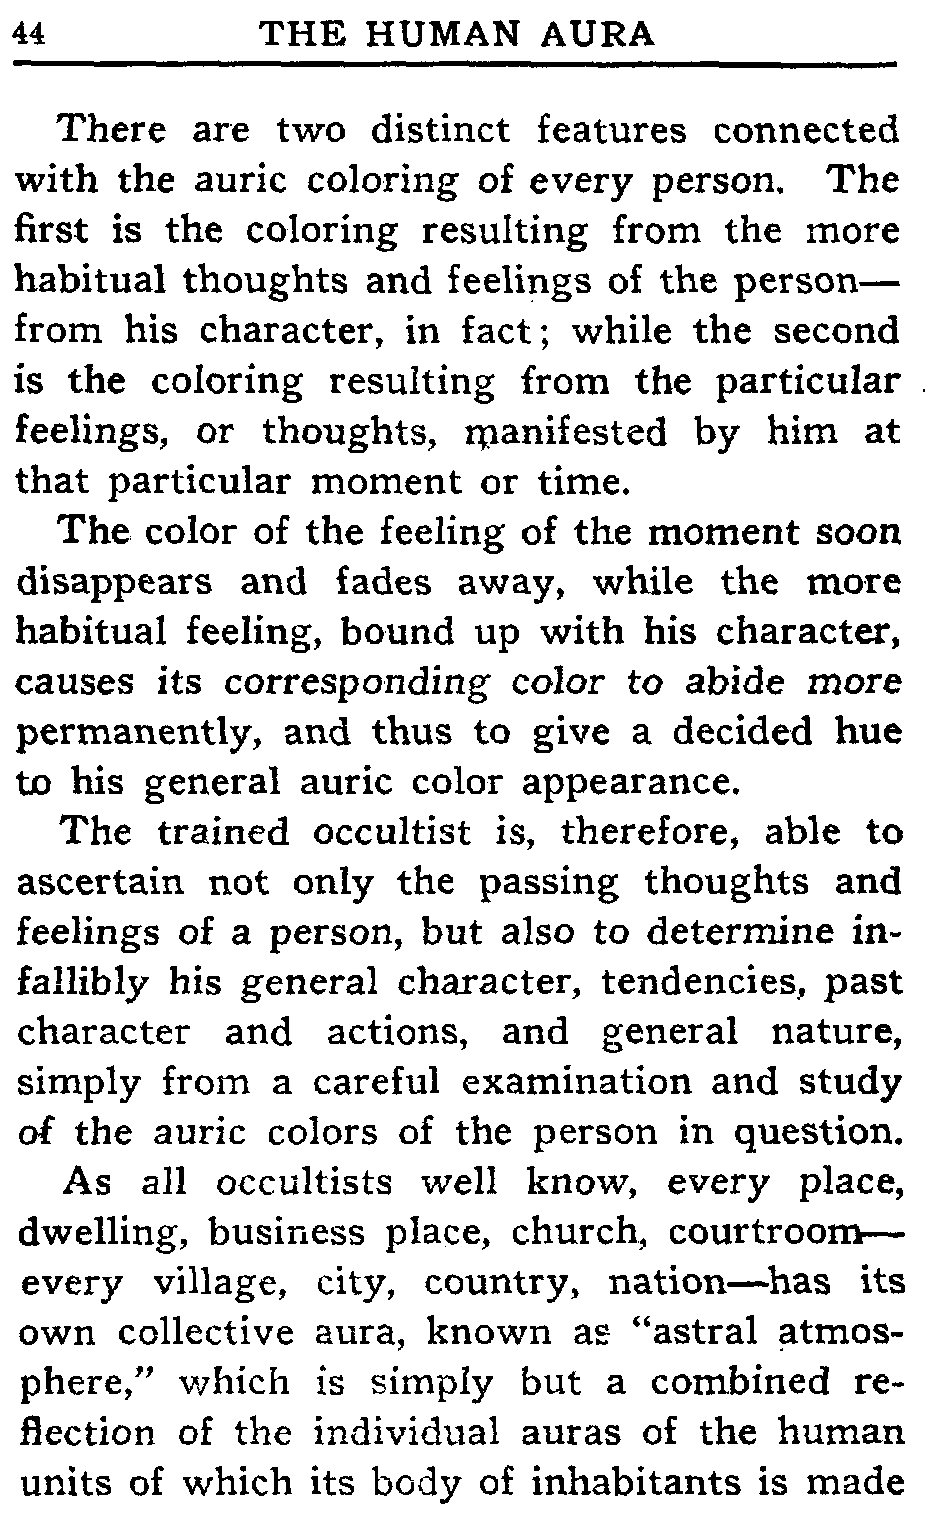 44 THE HUMAN AURA
There are two distinct features connected
with the auric coloring of every person. The
first is the coloring resulting from the more
habitual thoughts and feelings of the person—
from his character, in fact; while the second
is the coloring resulting from the particular
feelings, or thoughts, manifested by him at
that particular moment or time.
The color of the feeling of the moment soon
disappears and fades away, while the more
habitual feeling, bound up with his character,
causes its corresponding color to abide more
permanently, and thus to give a decided hue
to his general auric color appearance.
The trained occultist is, therefore, able to
ascertain not only the passing thoughts and
feelings of a person, but also to determine in-
fallibly his general character, tendencies, past
character and actions, and general nature,
simply from a careful examination and study
of the auric colors of the person in question.
As all occultists well know, every place,
dwelling, business place, church, courtroom—
every village, city, country, nation—has its
own collective aura, known as "astral atmos-
phere," which is simply but a combined re-
flection of the individual auras of the human
units of which its body of inhabitants is made